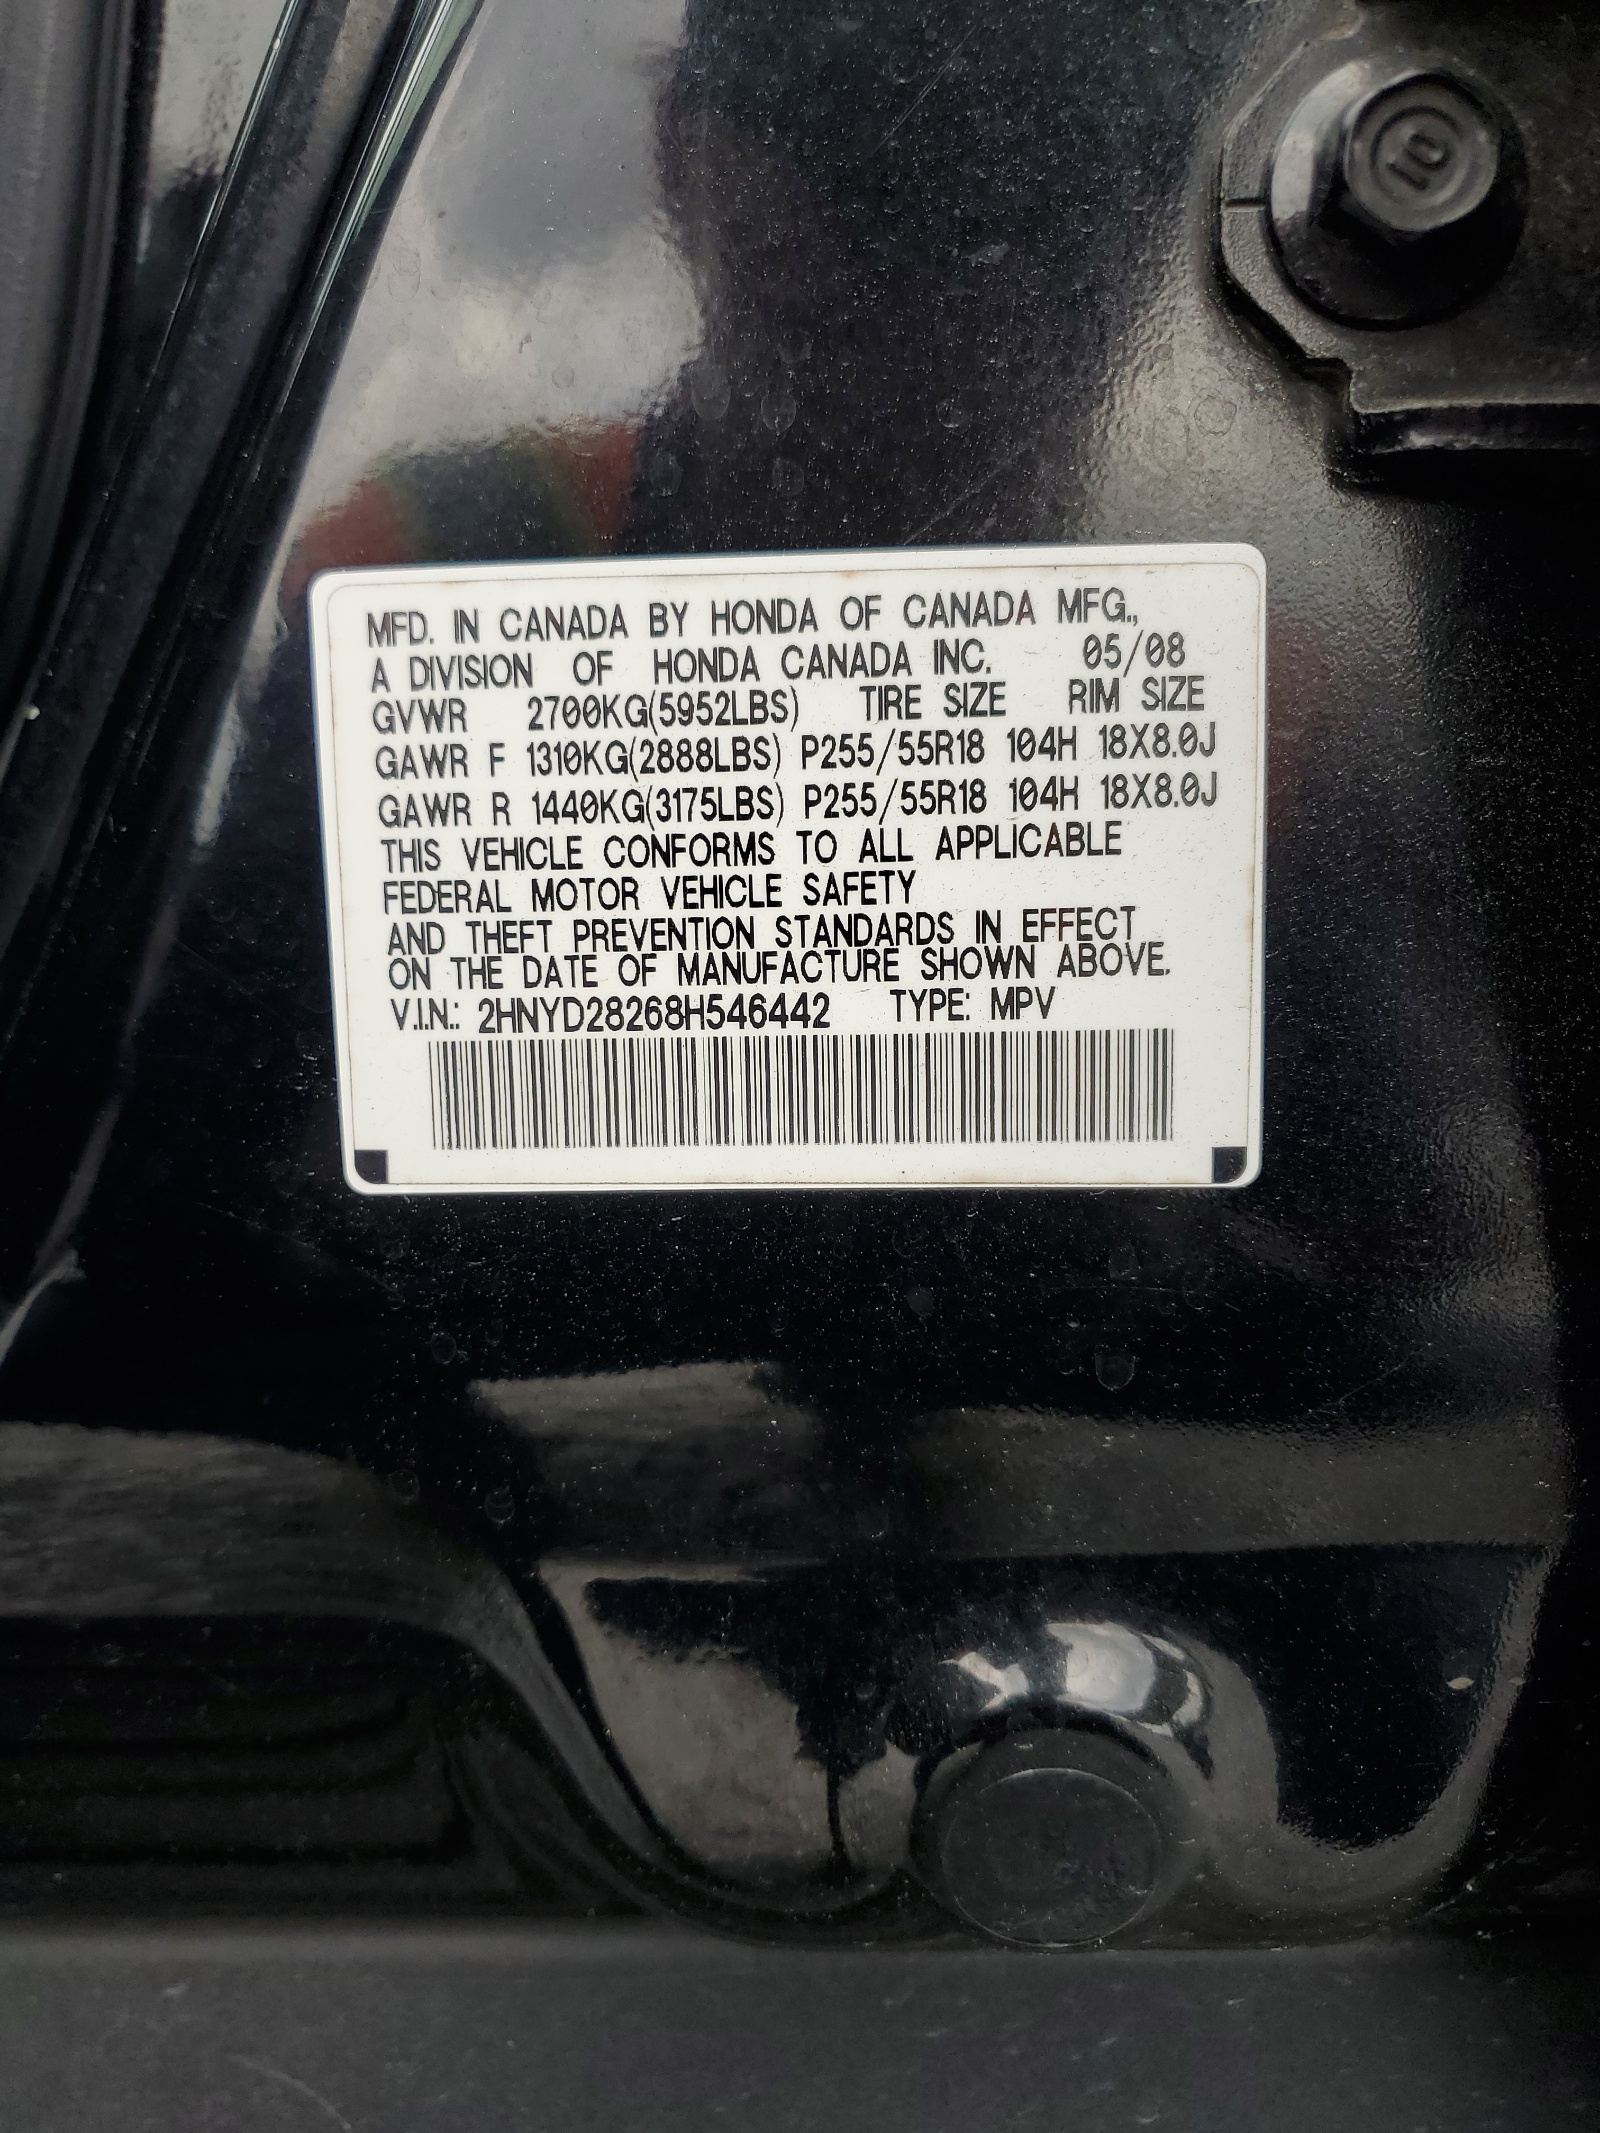 10
MFD. IN CANADA BY HONDA OF CANADA MFG.,
A DIVISION OF HONDA CANADA INC. 05/08
GVWR 2700KG(5952LBS) TIRE SIZE RIM SIZE
GAWR F 1310KG(2888LBS) P255/55R18 104H 18X8.0J
GAWR R 1440KG(3175LBS) P255/55R18 104H 18X8.0J
THIS VEHICLE CONFORMS TO ALL APPLICABLE
FEDERAL MOTOR VEHICLE SAFETY
AND THEFT PREVENTION STANDARDS IN EFFECT
ON THE DATE OF MANUFACTURE SHOWN ABOVE.
V.I.N.: 2HNYD28268H546442 TYPE: MPV